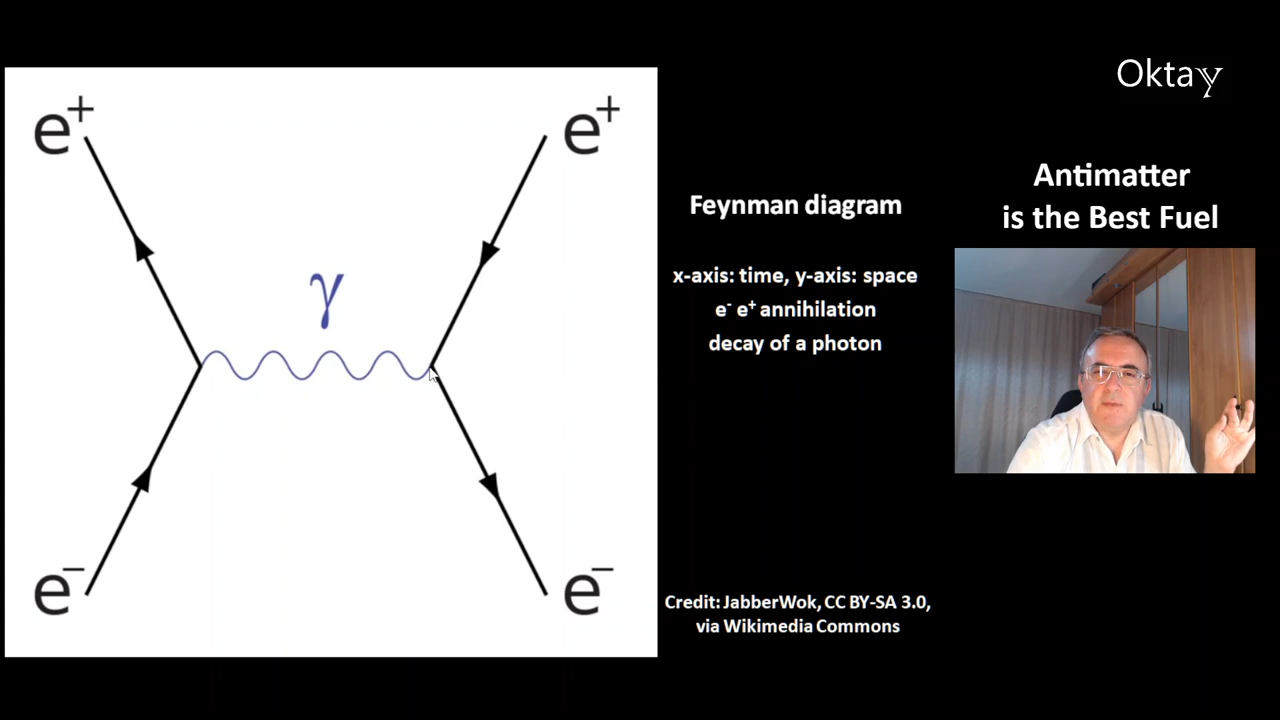 Oktay
Antimatter
is the Best Fuel
e+ e+
Feynman diagram
x-axis: time, y-axis: space
e- e+ annihilation
decay of a photon
γ
e− e−
Credit: JabberWok, CC BY-SA 3.0,
via Wikimedia Commons